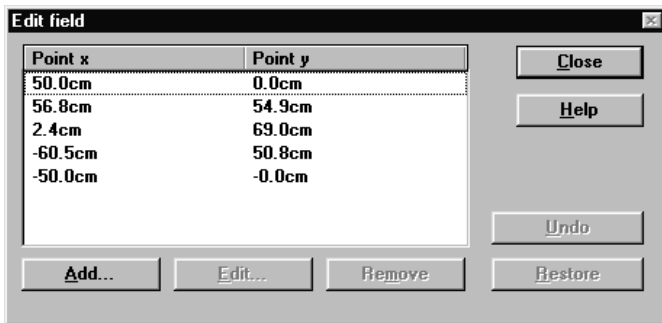 Edit field
Point x Point y
50.0cm 0.0cm
56.8cm 54.9cm
2.4cm 69.0cm
-60.5cm 50.8cm
-50.0cm -0.0cm
Close
Help
Undo
Add... Edit... Remove Restore